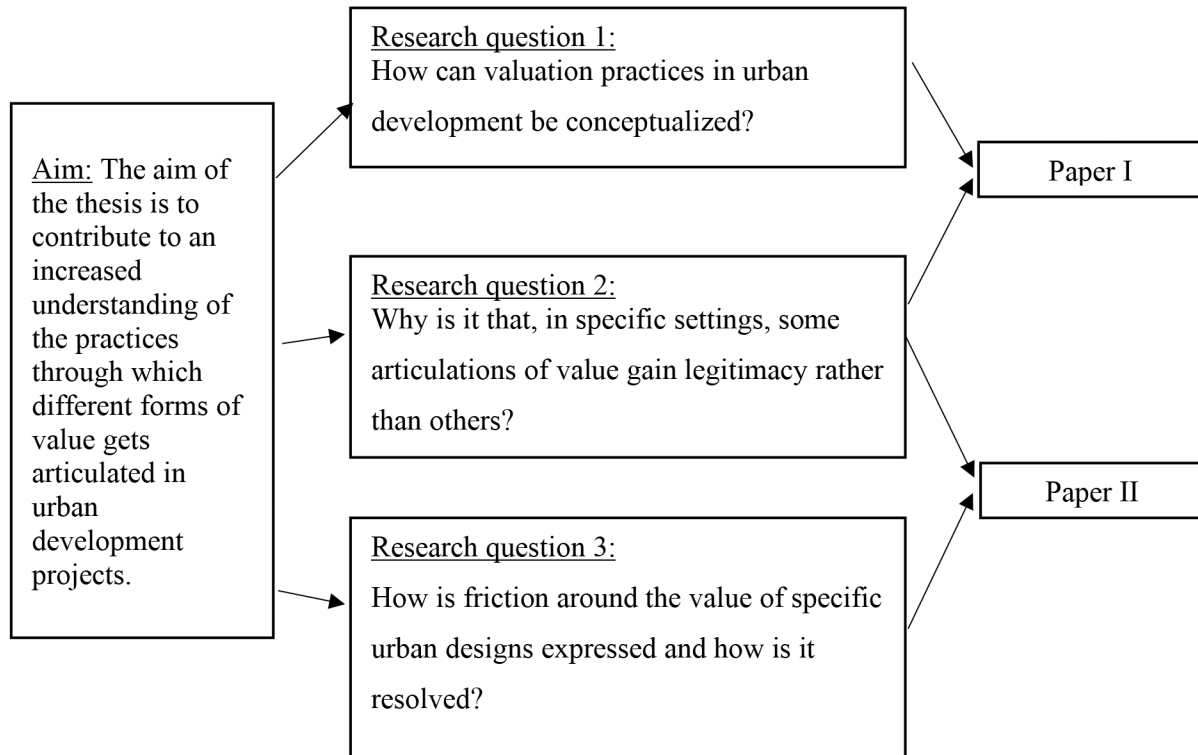 Aim: The aim of
the thesis is to
contribute to an
increased
understanding of
the practices
through which
different forms of
value gets
articulated in
urban
development
projects.
Research question 1:
How can valuation practices in urban
development be conceptualized?
Research question 2:
Why is it that, in specific settings, some
articulations of value gain legitimacy rather
than others?
Research question 3:
How is friction around the value of specific
urban designs expressed and how is it
resolved?
Paper I
Paper II